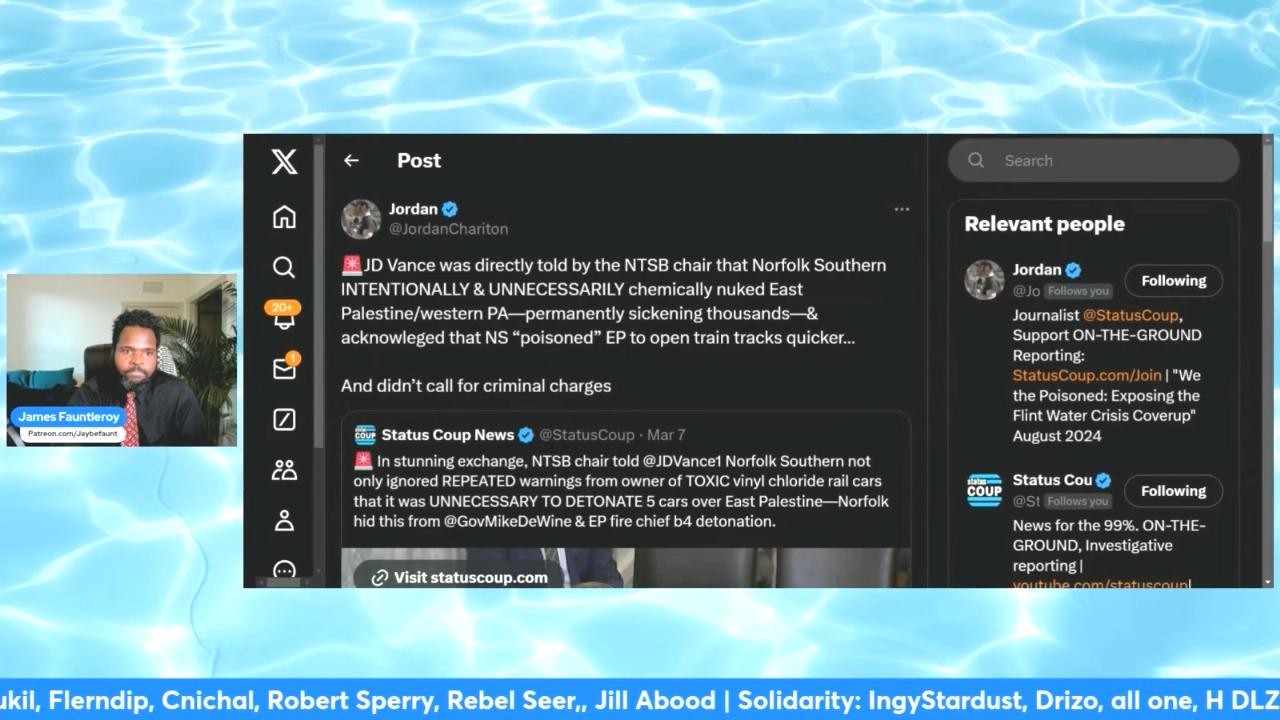 Post
Search
Jordan
@JordanChariton
🚨JD Vance was directly told by the NTSB chair that Norfolk Southern
INTENTIONALLY & UNNECESSARILY chemically nuked East
Palestine/western PA—permanently sickening thousands—&
acknowleged that NS “poisoned” EP to open train tracks quicker...
And didn’t call for criminal charges
Status Coup News @StatusCoup · Mar 7
🚨In stunning exchange, NTSB chair told @JDVance1 Norfolk Southern not
only ignored REPEATED warnings from owner of TOXIC vinyl chloride rail cars
that it was UNNECESSARY TO DETONATE 5 cars over East Palestine—Norfolk
hid this from @GovMikeDeWine & EP fire chief b4 detonation.
Visit statuscoup.com
20+
1
COUP
Relevant people
Jordan
@Jo Follows you
Following
Journalist @StatusCoup,
Support ON-THE-GROUND
Reporting:
StatusCoup.com/Join | "We
the Poisoned: Exposing the
Flint Water Crisis Coverup"
August 2024
status
COUP
Status Cou
@St Follows you
Following
News for the 99%. ON-THE-
GROUND, Investigative
reporting |
youtube.com/statuscoup|
James Fauntleroy
Patreon.com/Jaybefaunt
ukil, Flerndip, Cnichal, Robert Sperry, Rebel Seer,, Jill Abood | Solidarity: IngyStardust, Drizo, all one, H DLZ